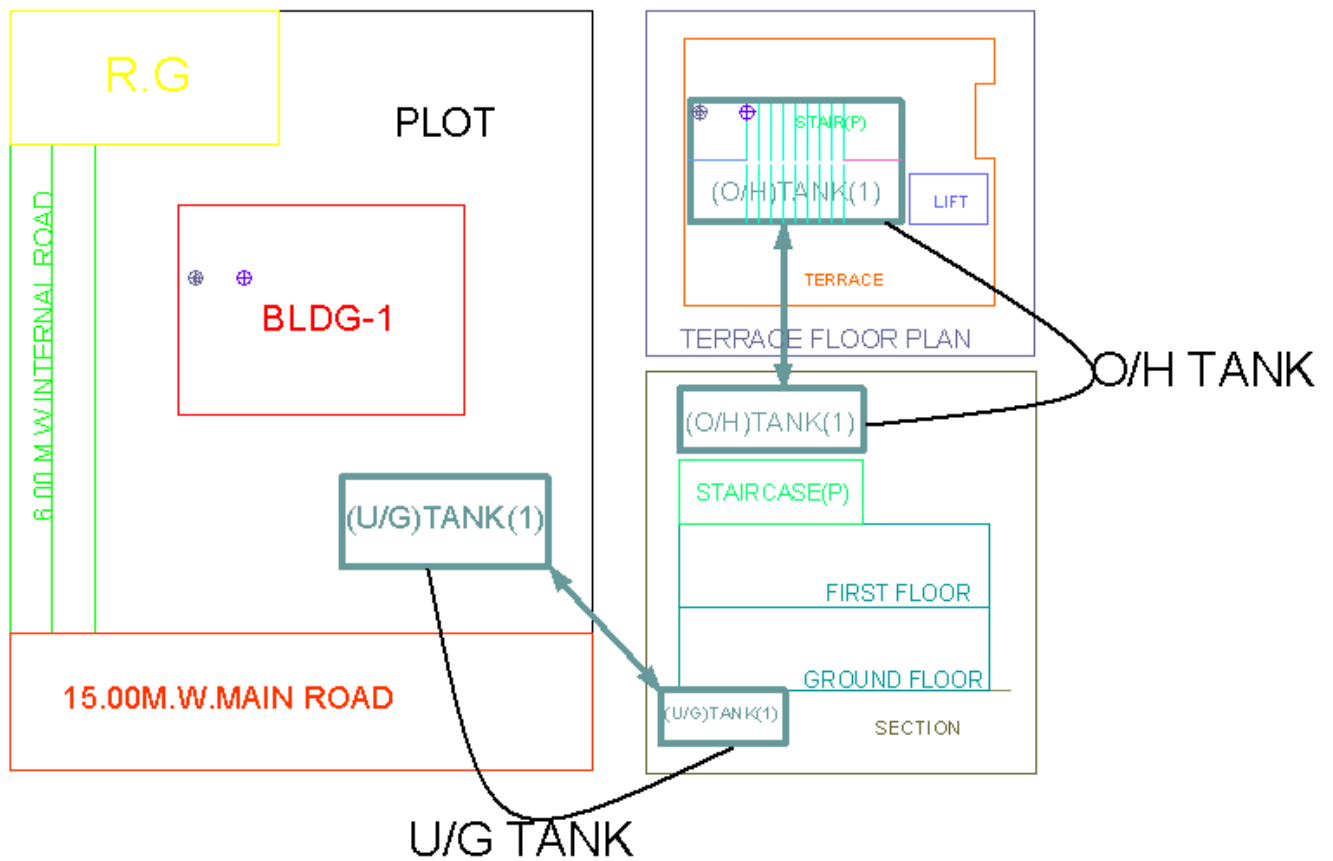 R.G
PLOT
6.00 M.W.INTERNAL ROAD
BLDG-1
(U/G)TANK(1)
15.00M.W.MAIN ROAD
STAIR(P)
(O/H)TANK(1)
LIFT
TERRACE
TERRACE FLOOR PLAN
O/H TANK
(O/H)TANK(1)
STAIRCASE(P)
FIRST FLOOR
GROUND FLOOR
(U/G)TANK(1)
SECTION
U/G TANK